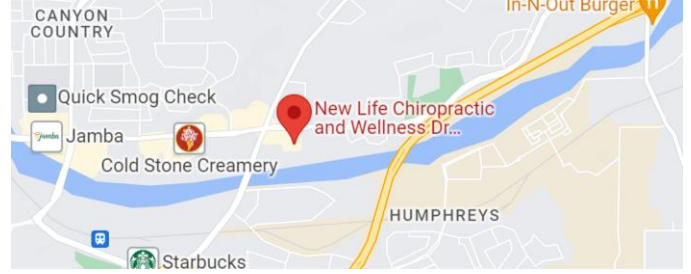 CANYON
COUNTRY
In-N-Out Burger
Quick Smog Check
Jamba
Jamba
Cold Stone Creamery
New Life Chiropractic
and Wellness Dr...
HUMPHREYS
Starbucks